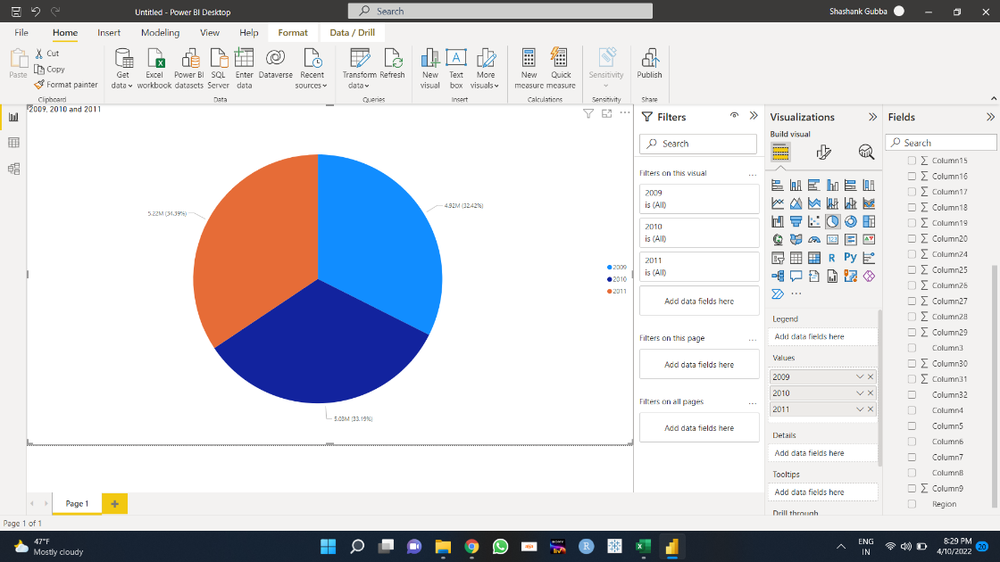 Untitled - Power BI Desktop
Search
Shashank Gubba
File
Home
Insert
Modeling
View
Help
Format
Data / Drill
Paste
Cut
Copy
Format painter
Clipboard
Get data
Excel workbook
Power BI datasets
SQL Server
Enter data
Dataverse
Recent sources
Data
Transform data
Refresh
Queries
New visual
Text box
More visuals
Insert
New measure
Quick measure
Calculations
Sensitivity
Sensitivity
Publish
Share
2009, 2010 and 2011
5.22M (34.39%)
4.92M (32.42%)
5.03M (33.19%)
2009
2010
2011
Filters
Search
Filters on this visual
2009
is (All)
2010
is (All)
2011
is (All)
Add data fields here
Filters on this page
Add data fields here
Filters on all pages
Add data fields here
Visualizations
Build visual
123
R
Py
Legend
Add data fields here
Values
2009
2010
2011
Details
Add data fields here
Tooltips
Add data fields here
Drill through
Fields
Search
Column15
Column16
Column17
Column18
Column19
Column20
Column24
Column25
Column26
Column27
Column28
Column29
Column3
Column30
Column31
Column32
Column4
Column5
Column6
Column7
Column8
Column9
Region
Page 1
Page 1 of 1
47°F
Mostly cloudy
ENG
IN
8:29 PM
4/10/2022
20